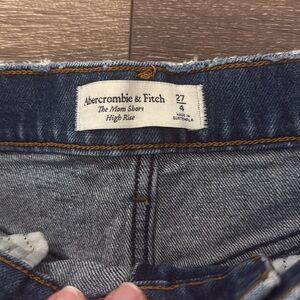 Abercrombie & Fitch
The Mom Short
High Rise
27
4
MADE IN
GUATEMALA